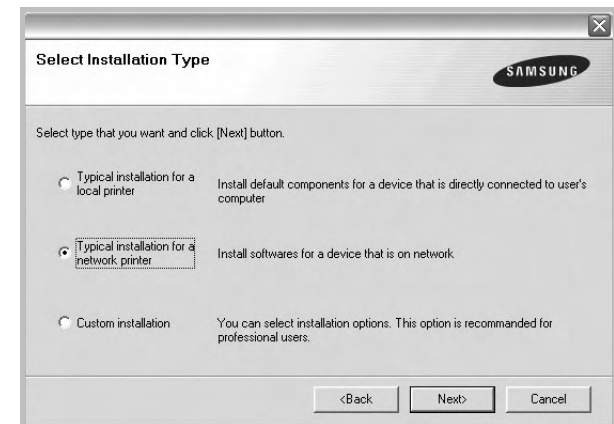 Select Installation Type
SAMSUNG
Select type that you want and click [Next] button.
Typical installation for a
local printer
Install default components for a device that is directly connected to user's
computer
Typical installation for a
network printer
Install softwares for a device that is on network
Custom installation
You can select installation options. This option is recommanded for
professional users.
<Back
Next>
Cancel